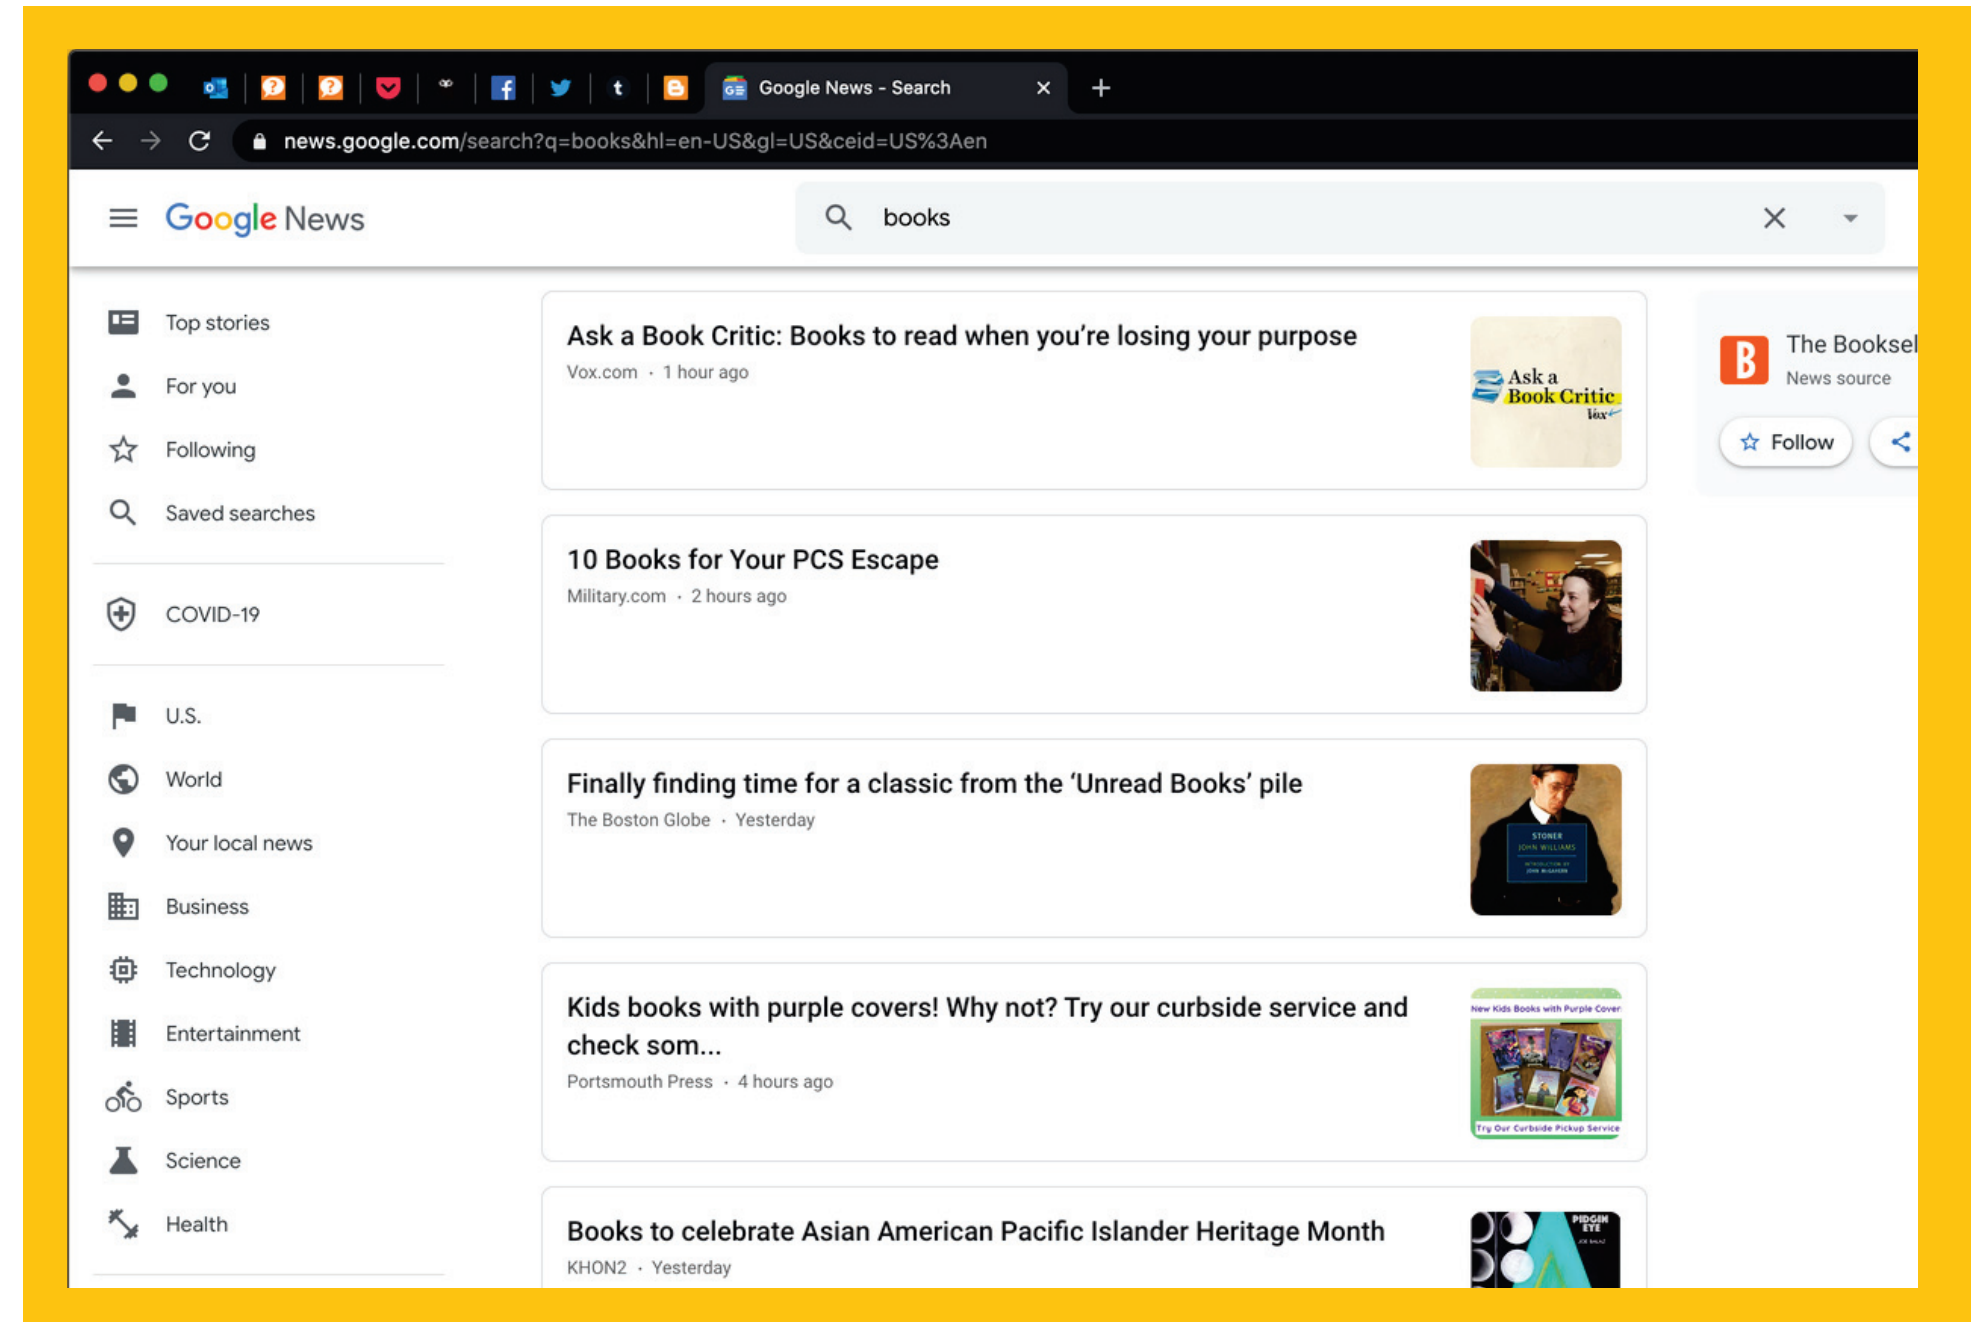 Google News - Search
news.google.com/search?q=books&hl=en-US&gl=US&ceid=US%3Aen
Google News
books
Top stories
For you
Following
Saved searches
COVID-19
U.S.
World
Your local news
Business
Technology
Entertainment
Sports
Science
Health
Ask a Book Critic: Books to read when you’re losing your purpose
Vox.com · 1 hour ago
Ask a
Book Critic
Vox
10 Books for Your PCS Escape
Military.com · 2 hours ago
Finally finding time for a classic from the ‘Unread Books’ pile
The Boston Globe · Yesterday
STONER
JOHN WILLIAMS
INTRODUCTION BY
JOHN McGAHERN
Kids books with purple covers! Why not? Try our curbside service and
check som...
Portsmouth Press · 4 hours ago
New Kids Books with Purple Cover
Try Our Curbside Pickup Service
Books to celebrate Asian American Pacific Islander Heritage Month
KHON2 · Yesterday
PIDGIN
EYE
B
The Booksel
News source
Follow